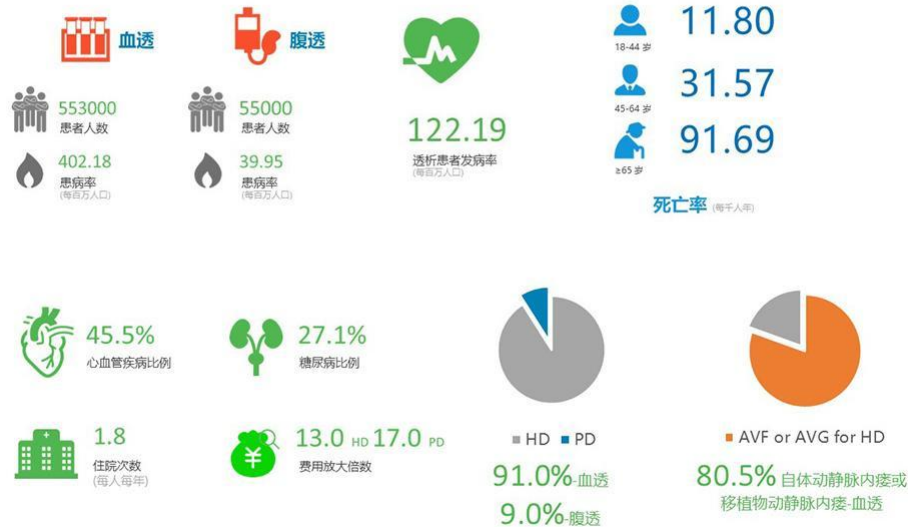 血透
腹透
553000
患者人数
55000
患者人数
402.18
患病率
(每百万人口)
39.95
患病率
(每百万人口)
122.19
透析患者发病率
(每百万人口)
11.80
18-44 岁
31.57
45-64 岁
91.69
≥65 岁
死亡率 (每千人年)
45.5%
心血管疾病比例
27.1%
糖尿病比例
1.8
住院次数
(每人每年)
¥
13.0 HD 17.0 PD
费用放大倍数
HD PD
91.0%-血透
9.0%-腹透
AVF or AVG for HD
80.5% 自体动静脉内瘘或
移植物动静脉内瘘-血透